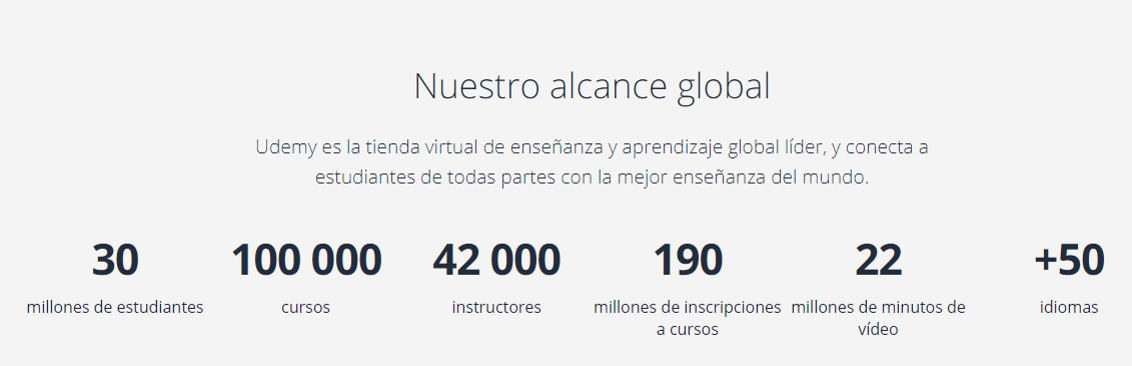 Nuestro alcance global
Udemy es la tienda virtual de enseñanza y aprendizaje global líder, y conecta a
estudiantes de todas partes con la mejor enseñanza del mundo.
30
millones de estudiantes
100 000
cursos
42 000
instructores
190
millones de inscripciones
a cursos
22
millones de minutos de
vídeo
+50
idiomas